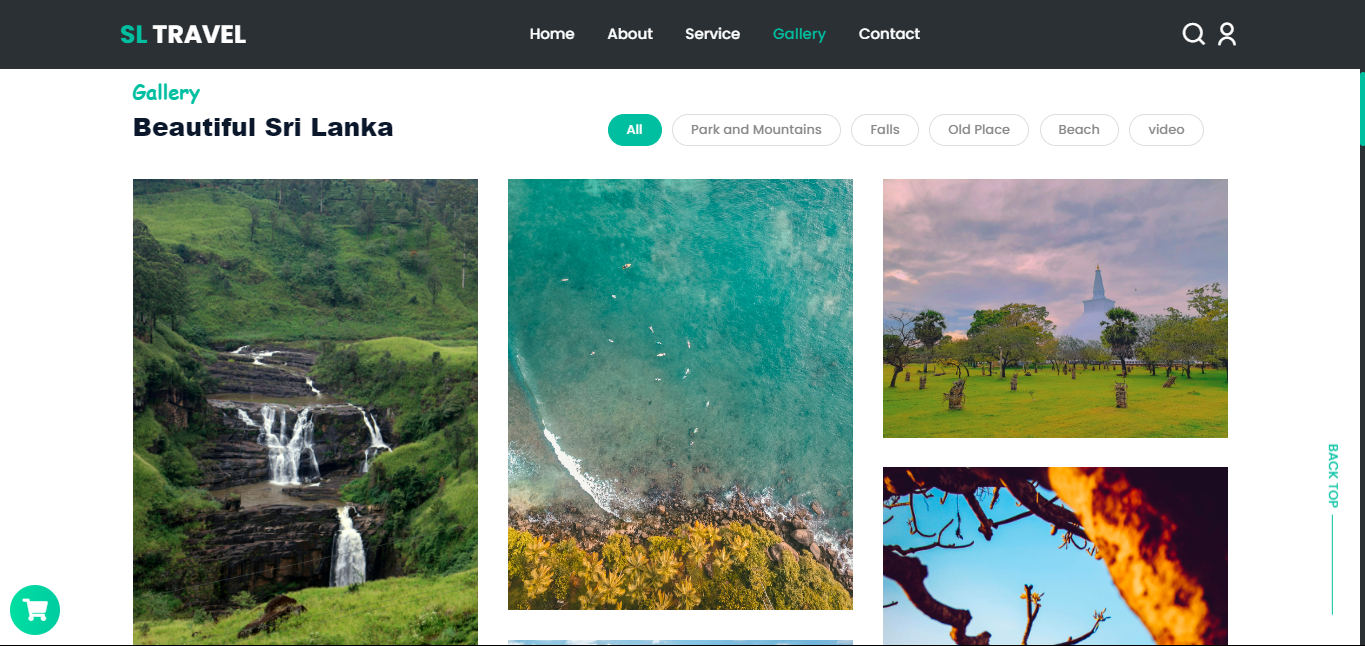 SL TRAVEL
Home About Service Gallery Contact
Gallery
Beautiful Sri Lanka
All Park and Mountains Falls Old Place Beach video
BACK TOP